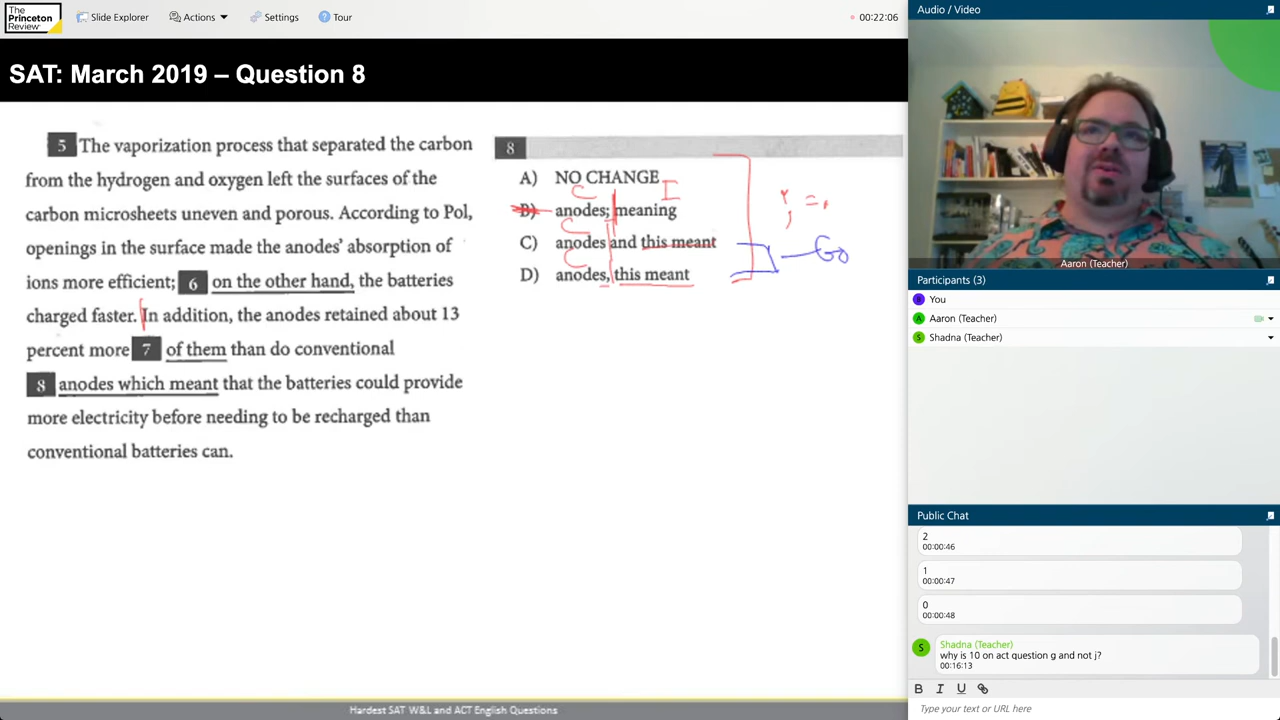 The
Princeton
Review
Slide Explorer
Actions
Settings
Tour
00:22:06
SAT: March 2019 – Question 8
5 The vaporization process that separated the carbon
from the hydrogen and oxygen left the surfaces of the
carbon microsheets uneven and porous. According to Pol,
openings in the surface made the anodes' absorption of
ions more efficient; 6 on the other hand, the batteries
charged faster. In addition, the anodes retained about 13
percent more 7 of them than do conventional
8 anodes which meant that the batteries could provide
more electricity before needing to be recharged than
conventional batteries can.
8
A) NO CHANGE
C I
B) anodes; meaning
C
C) anodes and this meant
C
D) anodes, this meant
; = .
Go
Hardest SAT W&L and ACT English Questions
Audio / Video
Aaron (Teacher)
Participants (3)
B You
A Aaron (Teacher)
S Shadna (Teacher)
Public Chat
2
00:00:46
1
00:00:47
0
00:00:48
S Shadna (Teacher)
why is 10 on act question g and not j?
00:16:13
B I U
Type your text or URL here